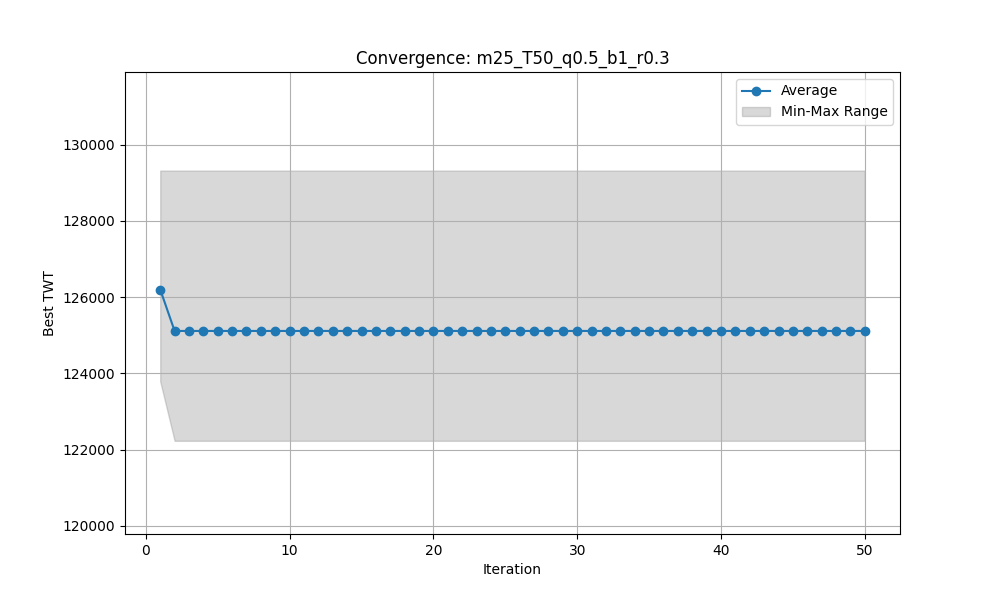 Convergence: m25_T50_q0.5_b1_r0.3
Average
Min-Max Range
Best TWT
130000
128000
126000
124000
122000
120000
0 10 20 30 40 50
Iteration